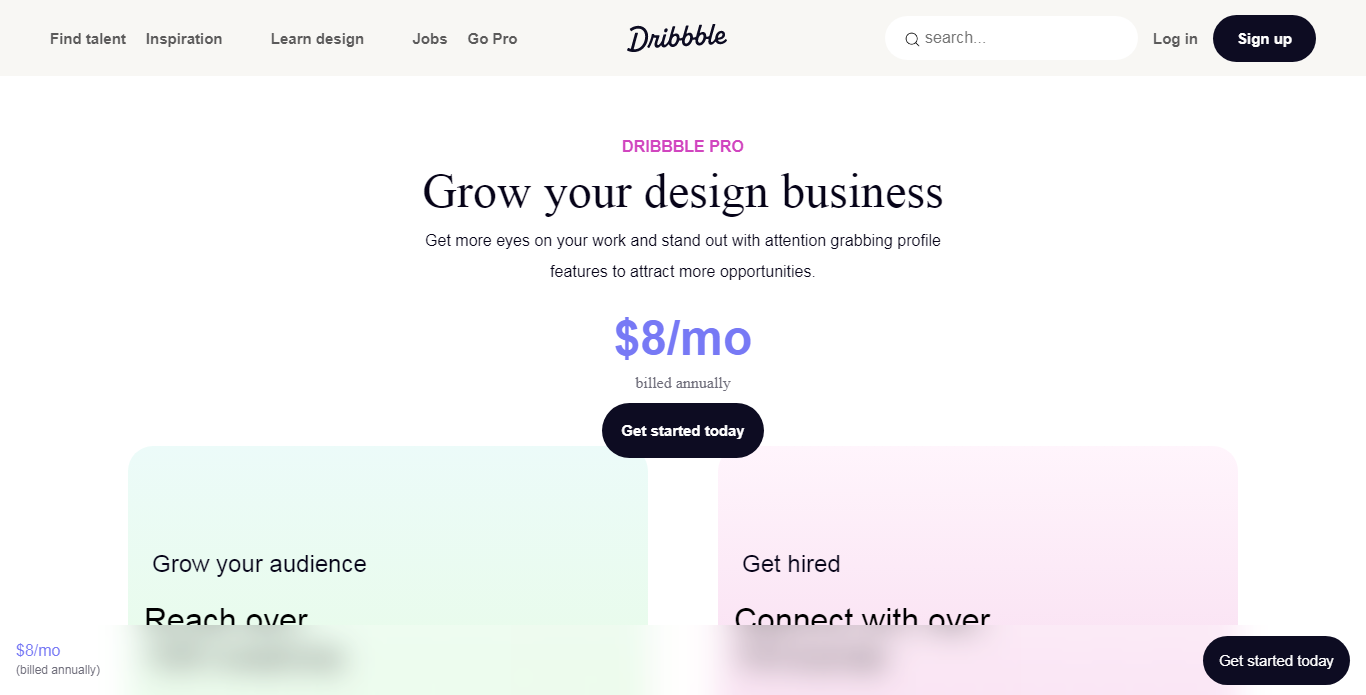 Find talent Inspiration Learn design Jobs Go Pro Dribbble search... Log in Sign up
DRIBBBLE PRO
Grow your design business
Get more eyes on your work and stand out with attention grabbing profile
features to attract more opportunities.
$8/mo
billed annually
Get started today
Grow your audience
Reach over
Get hired
Connect with over
$8/mo
(billed annually)
Get started today